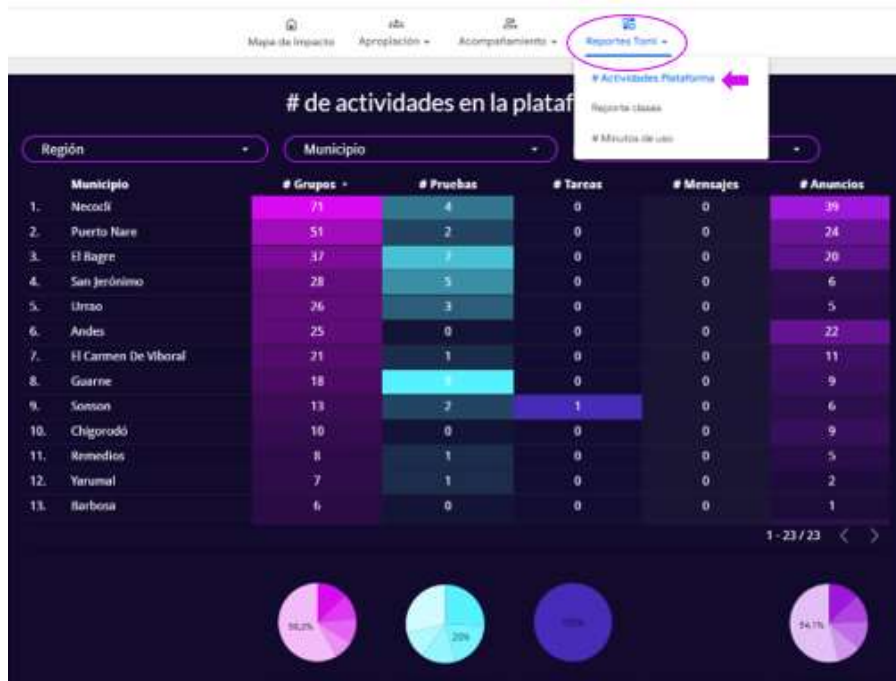 Mapa de Impacto Apropiación Acompañamiento Reportes Tomi
# Actividades Plataforma
Reporte clases
# Minutos de uso
# de actividades en la plataf
Región Municipio
Municipio # Grupos # Pruebas # Tareas # Mensajes # Anuncios
1. Necoclí 71 4 0 0 39
2. Puerto Nare 51 2 0 0 24
3. El Bagre 37 7 0 0 20
4. San Jerónimo 28 5 0 0 6
5. Urrao 26 3 0 0 5
6. Andes 25 0 0 0 22
7. El Carmen De Viboral 21 1 0 0 11
8. Guarne 18 0 0 9
9. Sonson 13 2 1 0 6
10. Chigorodó 10 0 0 0 9
11. Remedios 8 1 0 0 5
12. Yarumal 7 1 0 0 2
13. Barbosa 6 0 0 0 1
1 - 23 / 23
20% 100% 54,1%